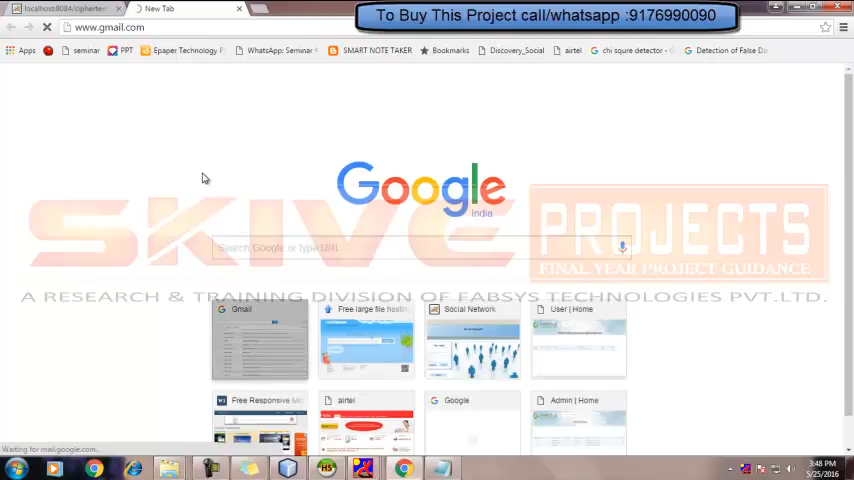 localhost:8084/cipherte
New Tab
To Buy This Project call/whatsapp :9176990090
www.gmail.com
Apps seminar PPT Epaper Technology P WhatsApp: Seminar SMART NOTE TAKER Bookmarks Discovery_Social airtel chi squre detector - G Detection of False Da
Google
India
SKIVE PROJECTS
Search Google or type URL
FINAL YEAR PROJECT GUIDANCE
A RESEARCH & TRAINING DIVISION OF FABSYS TECHNOLOGIES PVT.LTD.
Gmail Free large file hostin Social Network User | Home
Free Responsive airtel Google Admin | Home
Waiting for mail.google.com...
3:48 PM
5/25/2016